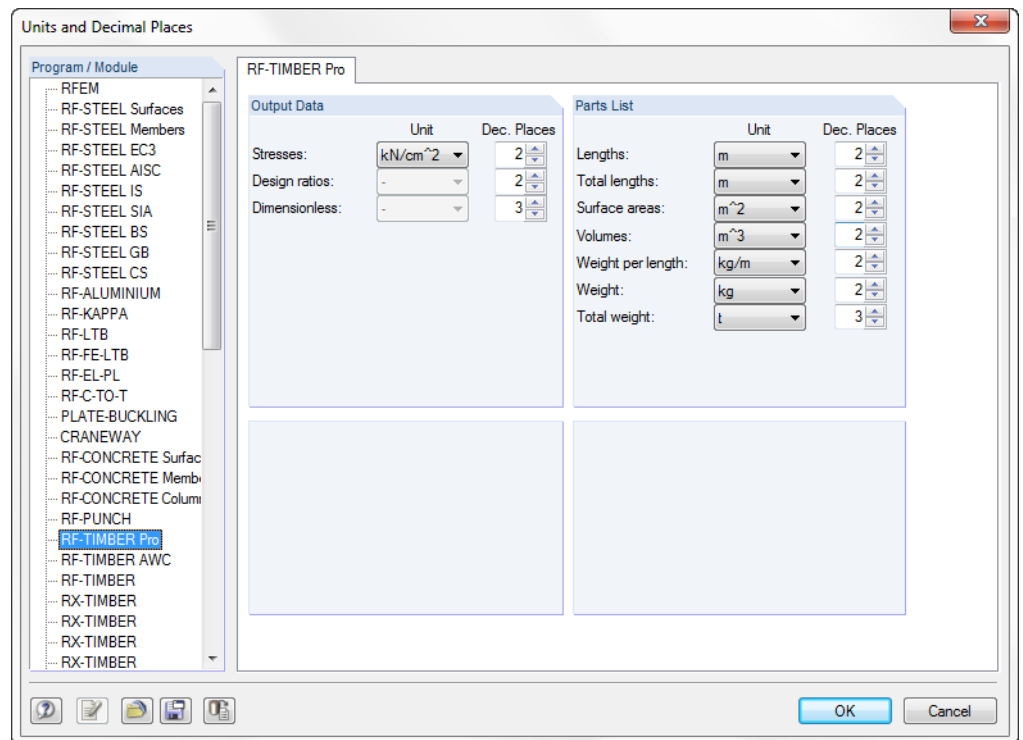 Units and Decimal Places
Program / Module
RFEM
RF-STEEL Surfaces
RF-STEEL Members
RF-STEEL EC3
RF-STEEL AISC
RF-STEEL IS
RF-STEEL SIA
RF-STEEL BS
RF-STEEL GB
RF-STEEL CS
RF-ALUMINIUM
RF-KAPPA
RF-LTB
RF-FE-LTB
RF-EL-PL
RF-C-TO-T
PLATE-BUCKLING
CRANEWAY
RF-CONCRETE Surfac
RF-CONCRETE Memb
RF-CONCRETE Colum
RF-PUNCH
RF-TIMBER Pro
RF-TIMBER AWC
RF-TIMBER
RX-TIMBER
RX-TIMBER
RX-TIMBER
RX-TIMBER
RF-TIMBER Pro
Output Data
Unit Dec. Places
Stresses: kN/cm^2 2
Design ratios: - 2
Dimensionless: - 3
Parts List
Unit Dec. Places
Lengths: m 2
Total lengths: m 2
Surface areas: m^2 2
Volumes: m^3 2
Weight per length: kg/m 2
Weight: kg 2
Total weight: t 3
OK Cancel